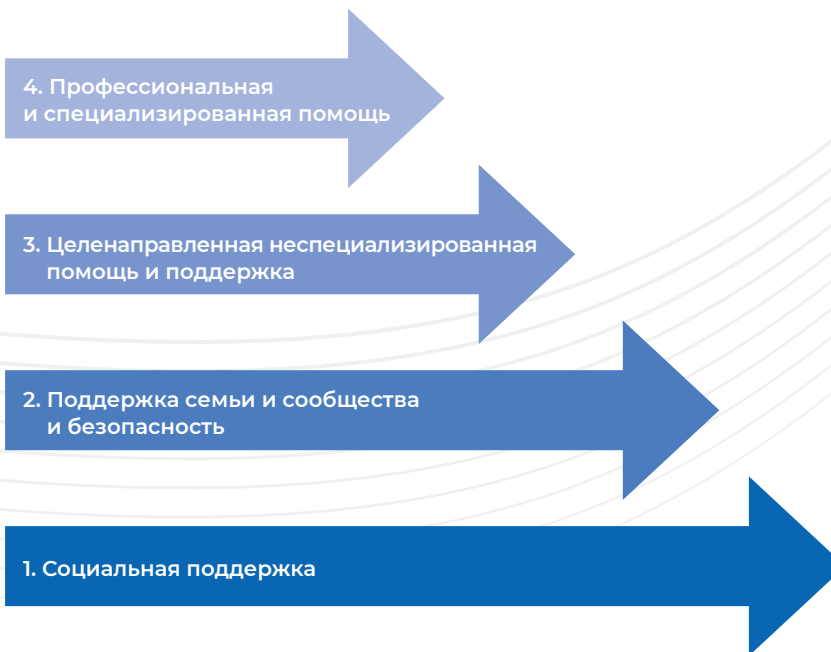 4. Профессиональная
и специализированная помощь
3. Целенаправленная неспециализированная
помощь и поддержка
2. Поддержка семьи и сообщества
и безопасность
1. Социальная поддержка